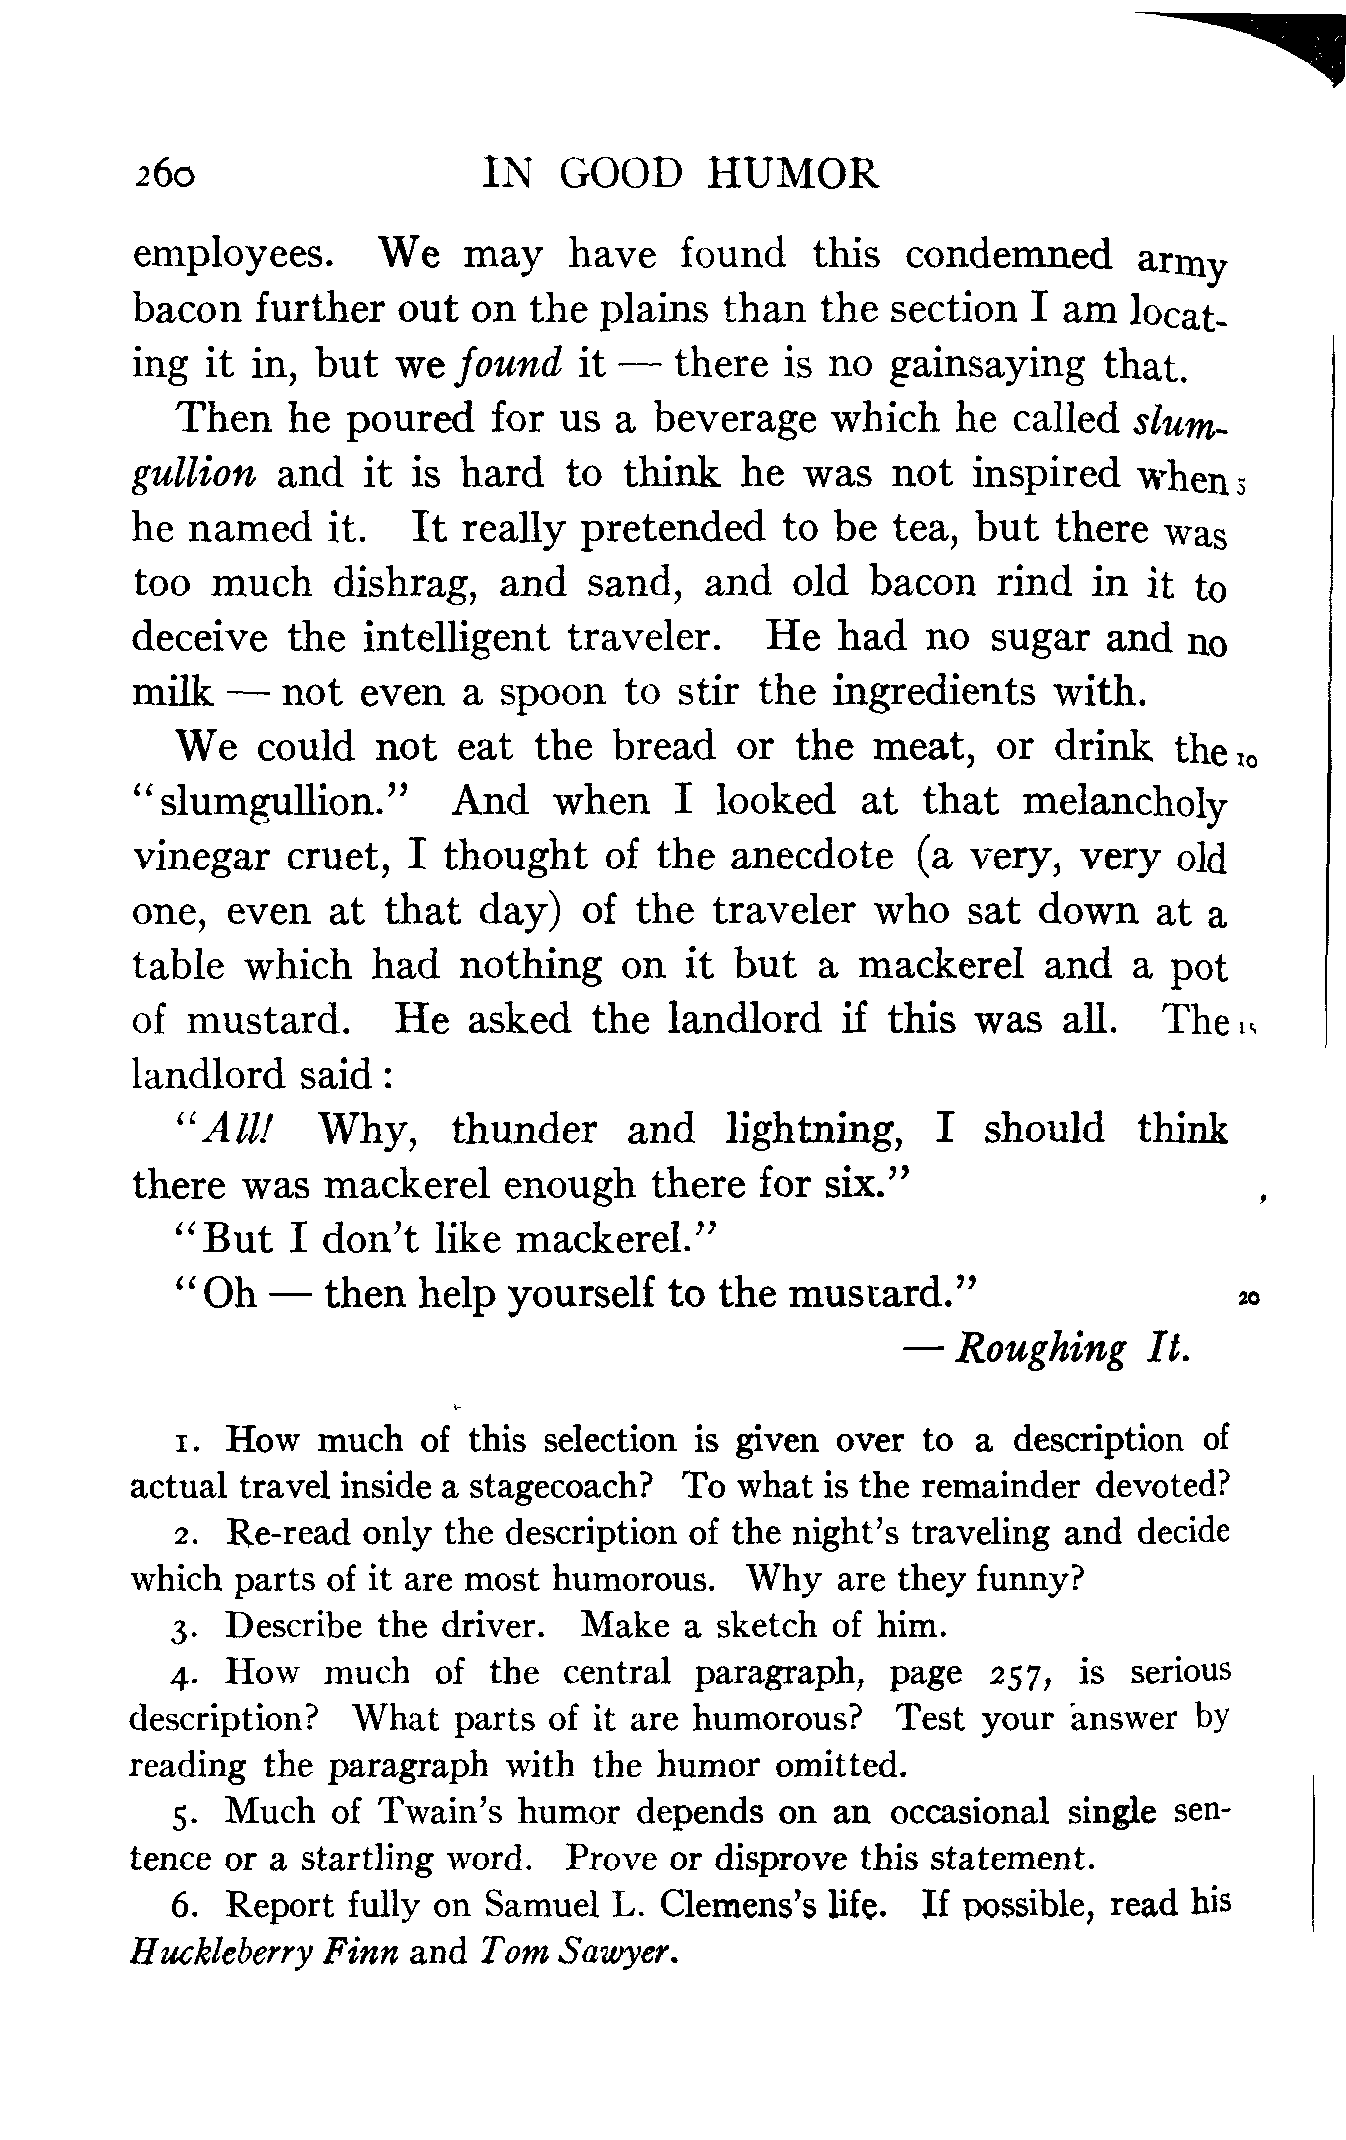 260 IN GOOD HUMOR
employees. We may have found this condemned army
bacon further out on the plains than the section I am locat-
ing it in, but we found it — there is no gainsaying that.
Then he poured for us a beverage which he called slum-
gullion and it is hard to think he was not inspired when 5
he named it. It really pretended to be tea, but there was
too much dishrag, and sand, and old bacon rind in it to
deceive the intelligent traveler. He had no sugar and no
milk — not even a spoon to stir the ingredients with.
We could not eat the bread or the meat, or drink the 10
“slumgullion.” And when I looked at that melancholy
vinegar cruet, I thought of the anecdote (a very, very old
one, even at that day) of the traveler who sat down at a
table which had nothing on it but a mackerel and a pot
of mustard. He asked the landlord if this was all. The 15
landlord said :
“All! Why, thunder and lightning, I should think
there was mackerel enough there for six.”
“But I don’t like mackerel.”
“Oh — then help yourself to the mustard.” 20
— Roughing It.
1. How much of this selection is given over to a description of
actual travel inside a stagecoach? To what is the remainder devoted?
2. Re-read only the description of the night’s traveling and decide
which parts of it are most humorous. Why are they funny?
3. Describe the driver. Make a sketch of him.
4. How much of the central paragraph, page 257, is serious
description? What parts of it are humorous? Test your answer by
reading the paragraph with the humor omitted.
5. Much of Twain’s humor depends on an occasional single sen-
tence or a startling word. Prove or disprove this statement.
6. Report fully on Samuel L. Clemens’s life. If possible, read his
Huckleberry Finn and Tom Sawyer.